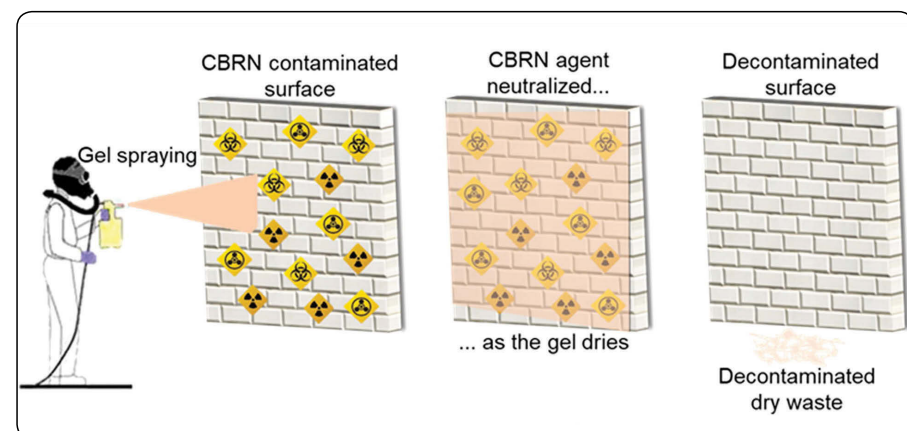 CBRN contaminated
surface
CBRN agent
neutralized...
Decontaminated
surface
Gel spraying
... as the gel dries
Decontaminated
dry waste